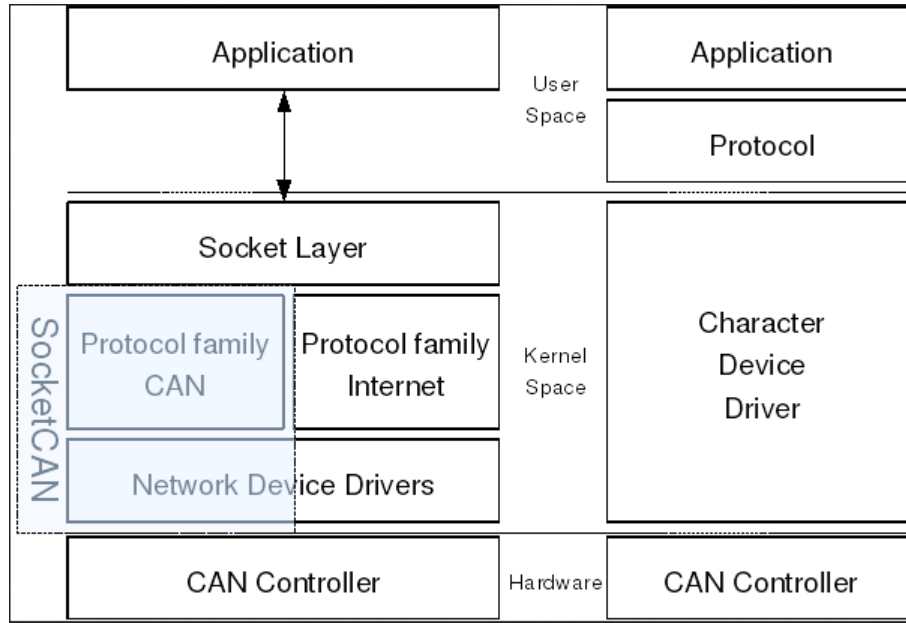 Application
User
Space
Application
Protocol
Socket Layer
SocketCAN
Protocol family
CAN
Protocol family
Internet
Network Device Drivers
Kernel
Space
Character
Device
Driver
CAN Controller
Hardware
CAN Controller